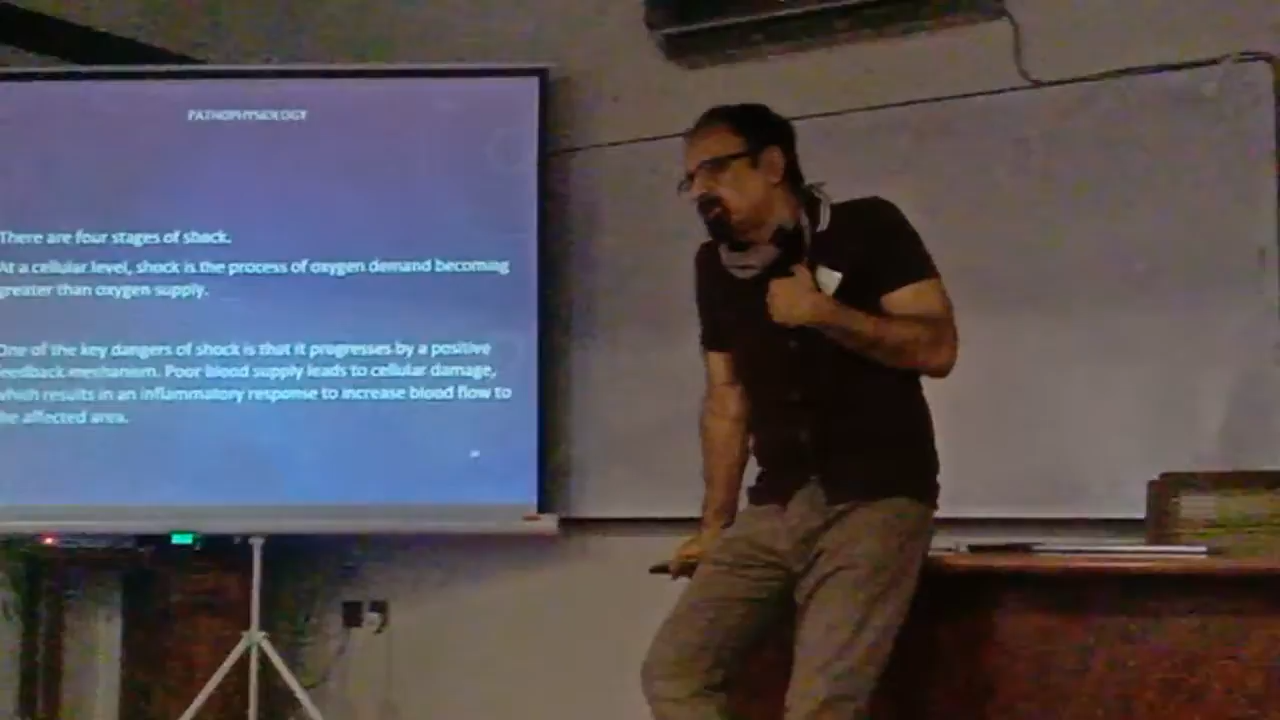 PATHOPHYSIOLOGY
There are four stages of shock.
At a cellular level, shock is the process of oxygen demand becoming
greater than oxygen supply.
One of the key dangers of shock is that it progresses by a positive
feedback mechanism. Poor blood supply leads to cellular damage,
which results in an inflammatory response to increase blood flow to
the affected area.